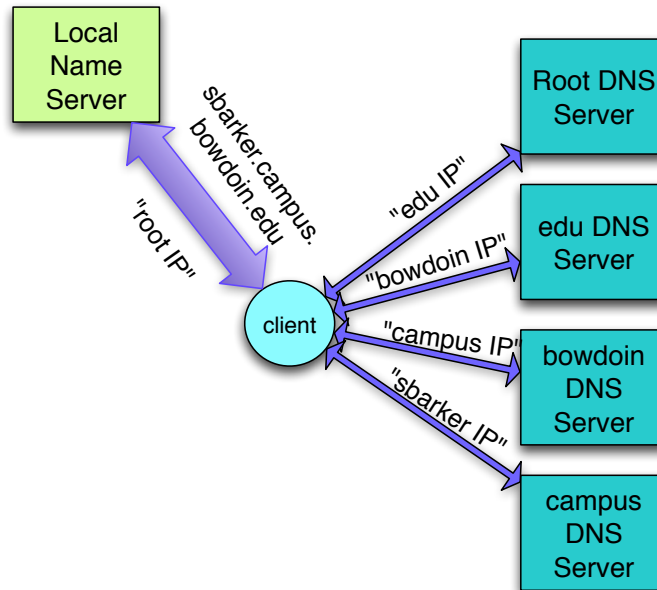 Local
Name
Server
sbarker.campus.
bowdoin.edu
"root IP"
client
"edu IP"
"bowdoin IP"
"campus IP"
"sbarker IP"
Root DNS
Server
edu DNS
Server
bowdoin
DNS
Server
campus
DNS
Server